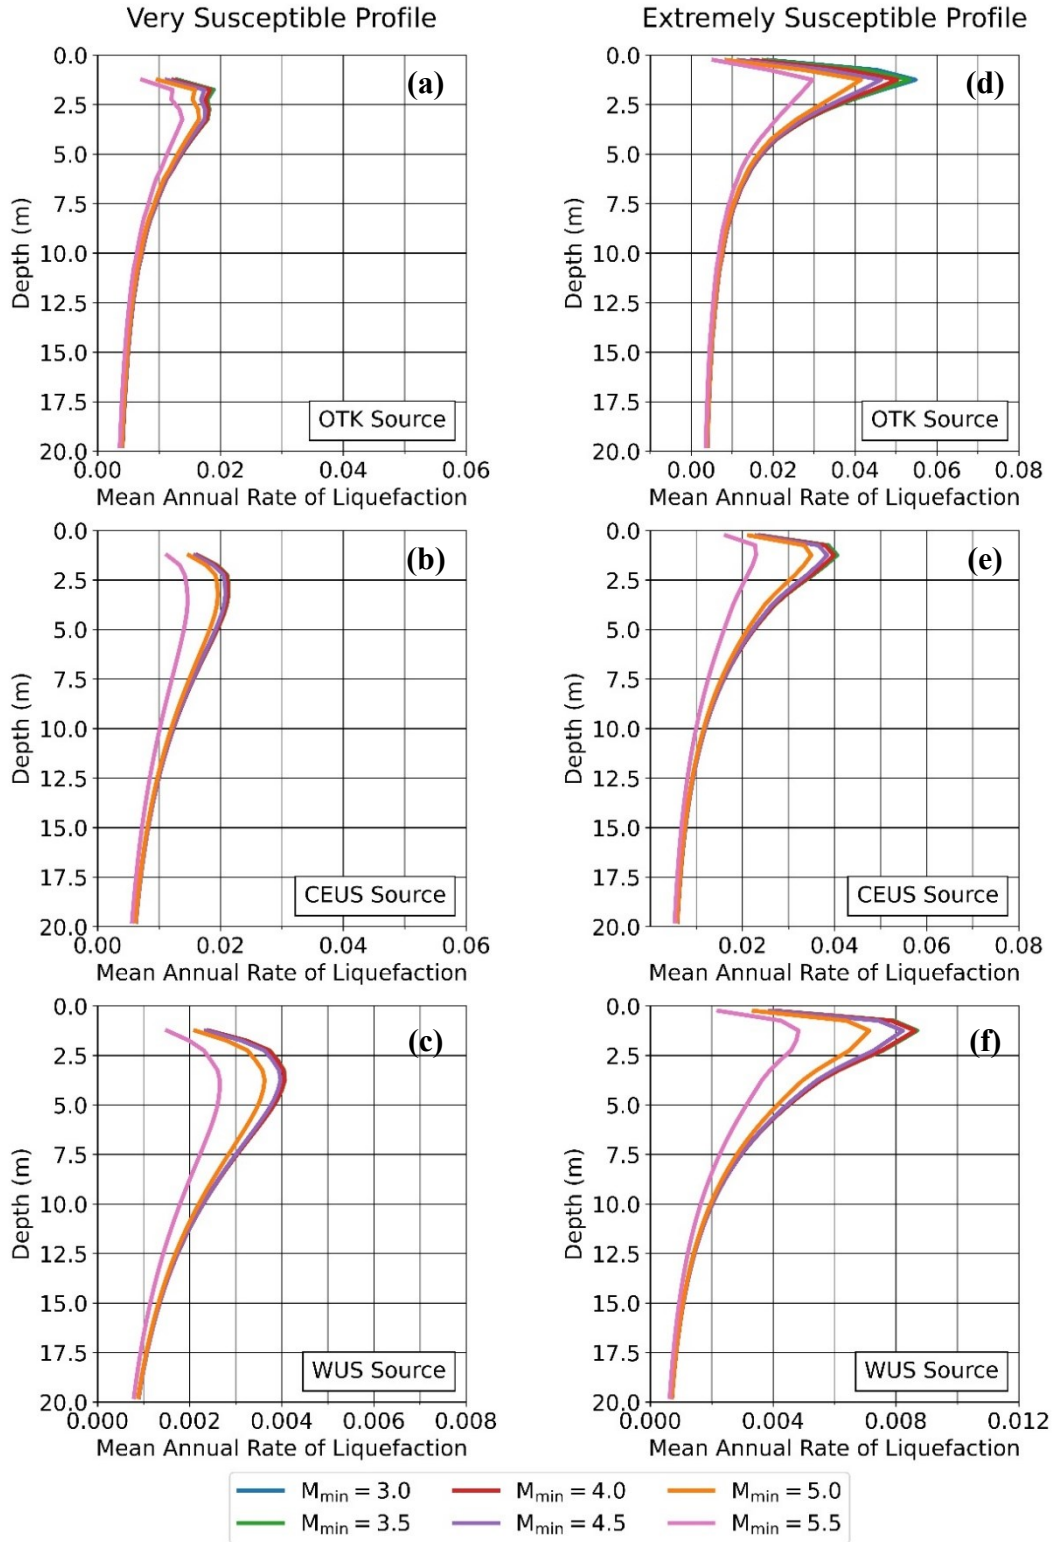 Very Susceptible Profile
Extremely Susceptible Profile
(a)
0.0
2.5
5.0
7.5
10.0
12.5
15.0
17.5
20.0
Depth (m)
OTK Source
0.00 0.02 0.04 0.06
Mean Annual Rate of Liquefaction
(d)
0.0
2.5
5.0
7.5
10.0
12.5
15.0
17.5
20.0
Depth (m)
OTK Source
0.00 0.02 0.04 0.06 0.08
Mean Annual Rate of Liquefaction
(b)
0.0
2.5
5.0
7.5
10.0
12.5
15.0
17.5
20.0
Depth (m)
CEUS Source
0.00 0.02 0.04 0.06
Mean Annual Rate of Liquefaction
(e)
0.0
2.5
5.0
7.5
10.0
12.5
15.0
17.5
20.0
Depth (m)
CEUS Source
0.02 0.04 0.06 0.08
Mean Annual Rate of Liquefaction
(c)
0.0
2.5
5.0
7.5
10.0
12.5
15.0
17.5
20.0
Depth (m)
WUS Source
0.000 0.002 0.004 0.006 0.008
Mean Annual Rate of Liquefaction
(f)
0.0
2.5
5.0
7.5
10.0
12.5
15.0
17.5
20.0
Depth (m)
WUS Source
0.000 0.004 0.008 0.012
Mean Annual Rate of Liquefaction
Mmin = 3.0 Mmin = 4.0 Mmin = 5.0
Mmin = 3.5 Mmin = 4.5 Mmin = 5.5